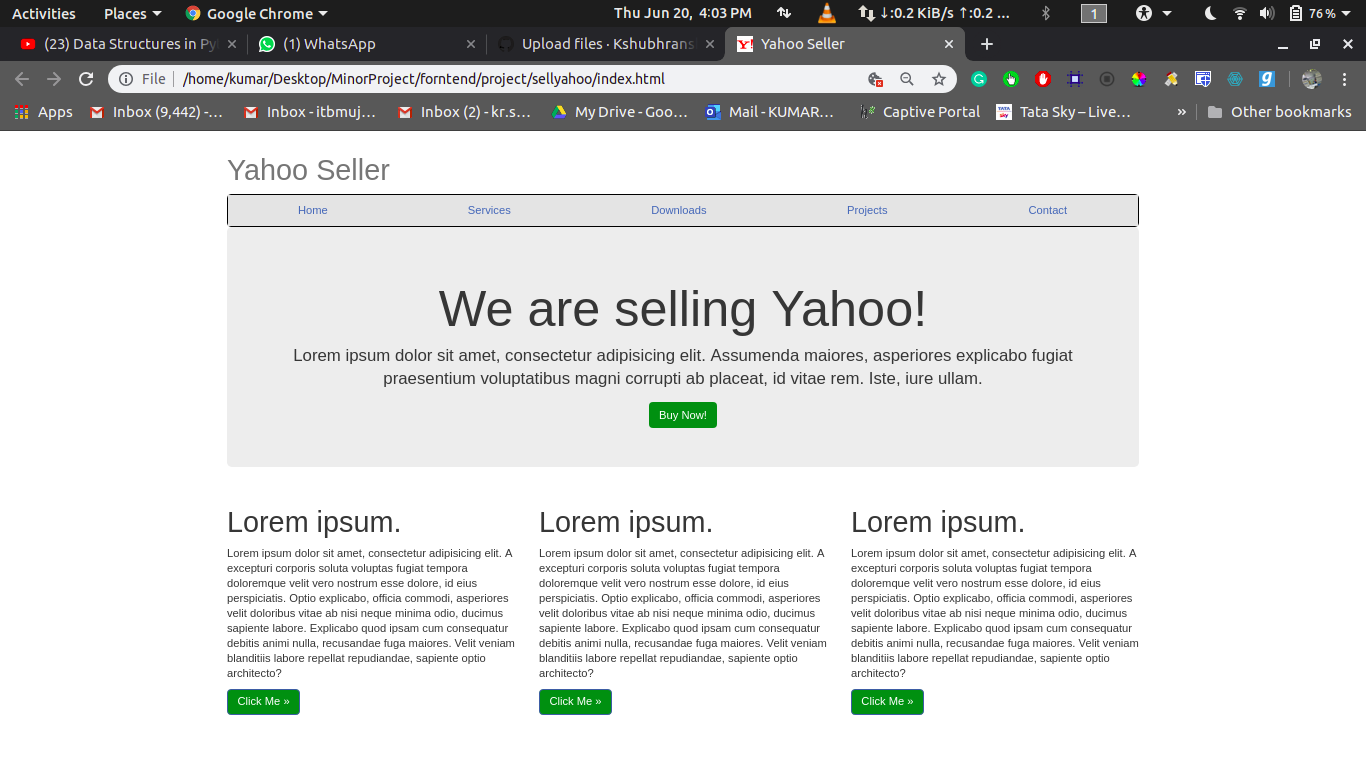 Activities Places Google Chrome Thu Jun 20, 4:03 PM ↓:0.2 KiB/s ↑:0.2 ... 1 76 %
(23) Data Structures in Py (1) WhatsApp Upload files · Kshubhrans Yahoo Seller
File /home/kumar/Desktop/MinorProject/forntend/project/sellyahoo/index.html
Apps Inbox (9,442) -... Inbox - itbmuj... Inbox (2) - kr.s... My Drive - Goo... Mail - KUMAR... Captive Portal Tata Sky – Live... » Other bookmarks
Yahoo Seller
Home Services Downloads Projects Contact
We are selling Yahoo!
Lorem ipsum dolor sit amet, consectetur adipisicing elit. Assumenda maiores, asperiores explicabo fugiat
praesentium voluptatibus magni corrupti ab placeat, id vitae rem. Iste, iure ullam.
Buy Now!
Lorem ipsum.
Lorem ipsum dolor sit amet, consectetur adipisicing elit. A
excepturi corporis soluta voluptas fugiat tempora
doloremque velit vero nostrum esse dolore, id eius
perspiciatis. Optio explicabo, officia commodi, asperiores
velit doloribus vitae ab nisi neque minima odio, ducimus
sapiente labore. Explicabo quod ipsam cum consequatur
debitis animi nulla, recusandae fuga maiores. Velit veniam
blanditiis labore repellat repudiandae, sapiente optio
architecto?
Click Me »
Lorem ipsum.
Lorem ipsum dolor sit amet, consectetur adipisicing elit. A
excepturi corporis soluta voluptas fugiat tempora
doloremque velit vero nostrum esse dolore, id eius
perspiciatis. Optio explicabo, officia commodi, asperiores
velit doloribus vitae ab nisi neque minima odio, ducimus
sapiente labore. Explicabo quod ipsam cum consequatur
debitis animi nulla, recusandae fuga maiores. Velit veniam
blanditiis labore repellat repudiandae, sapiente optio
architecto?
Click Me »
Lorem ipsum.
Lorem ipsum dolor sit amet, consectetur adipisicing elit. A
excepturi corporis soluta voluptas fugiat tempora
doloremque velit vero nostrum esse dolore, id eius
perspiciatis. Optio explicabo, officia commodi, asperiores
velit doloribus vitae ab nisi neque minima odio, ducimus
sapiente labore. Explicabo quod ipsam cum consequatur
debitis animi nulla, recusandae fuga maiores. Velit veniam
blanditiis labore repellat repudiandae, sapiente optio
architecto?
Click Me »